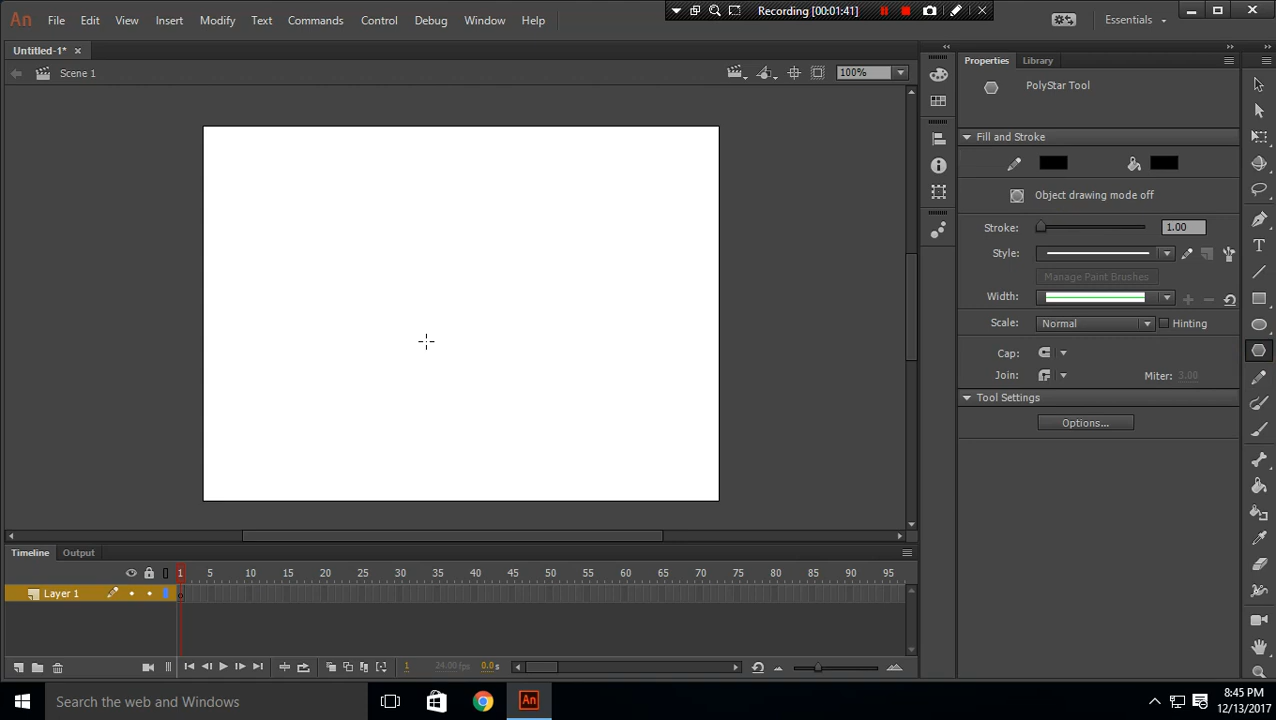 An File Edit View Insert Modify Text Commands Control Debug Window Help Recording [00:01:41] Essentials
Untitled-1*
Scene 1 100%
Properties Library
PolyStar Tool
Fill and Stroke
Object drawing mode off
Stroke: 1.00
Style:
Manage Paint Brushes
Width:
Scale: Normal Hinting
Cap:
Join: Miter: 3.00
Tool Settings
Options...
Timeline Output
1 5 10 15 20 25 30 35 40 45 50 55 60 65 70 75 80 85 90 95
Layer 1
1 24.00 fps 0.0 s
Search the web and Windows An 8:45 PM
12/13/2017